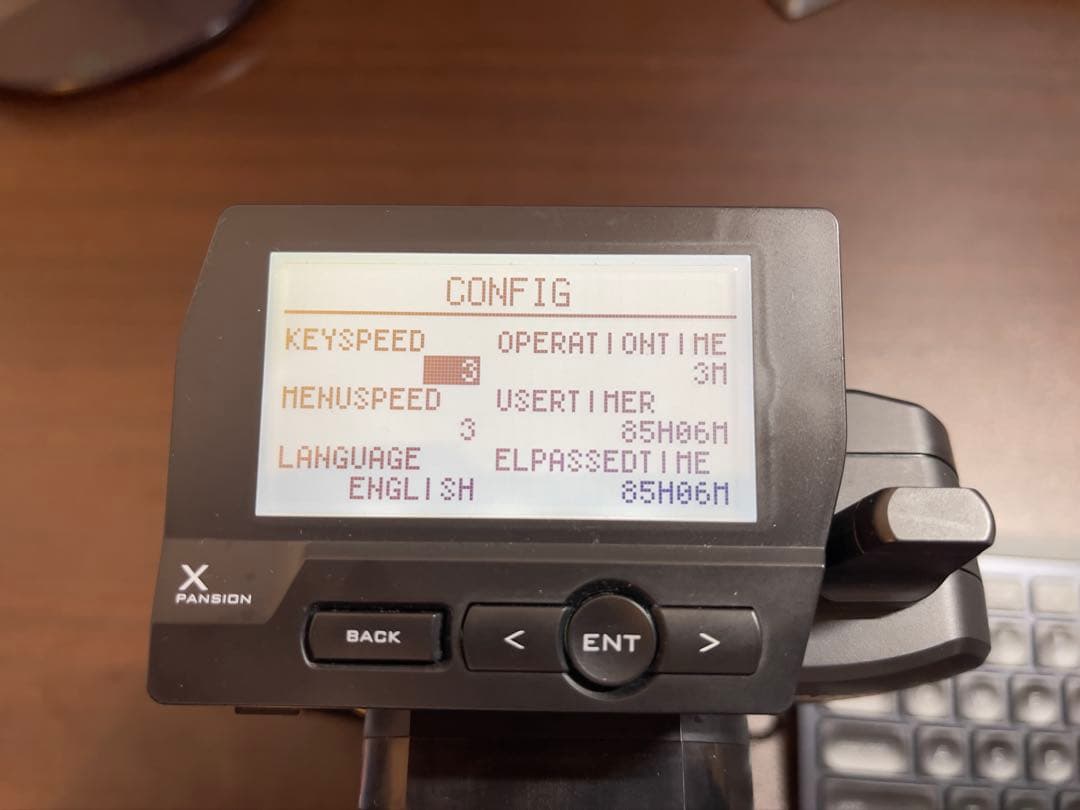 CONFIG
KEYSPEED OPERATIONTIME
3 3M
MENUSPEED USERTIMER
3 85H06M
LANGUAGE ELPASSEDTIME
ENGLISH 85H06M
X
PANSION
BACK < ENT >